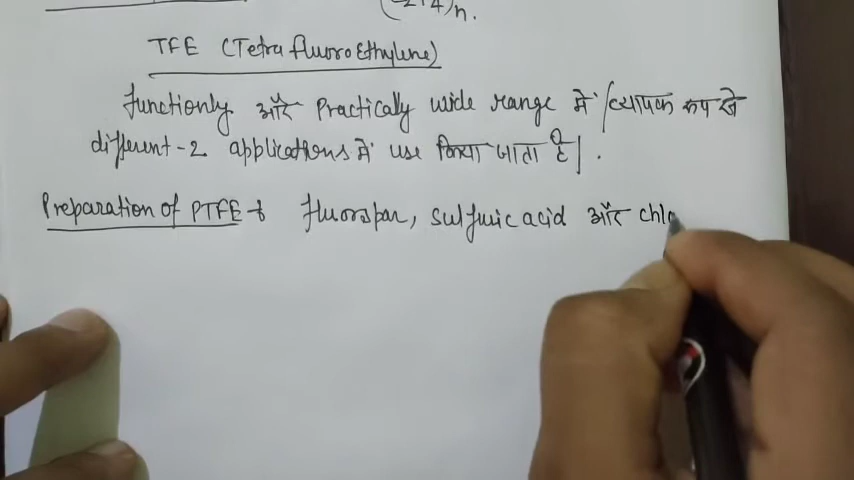 TFE (Tetra fluoro Ethylene)
functionly और Practically wide range में / व्यापक रूप से
different-2 applications में use किया जाता है।
Preparation of PTFE :- fluorspar, sulfuric acid और chlo